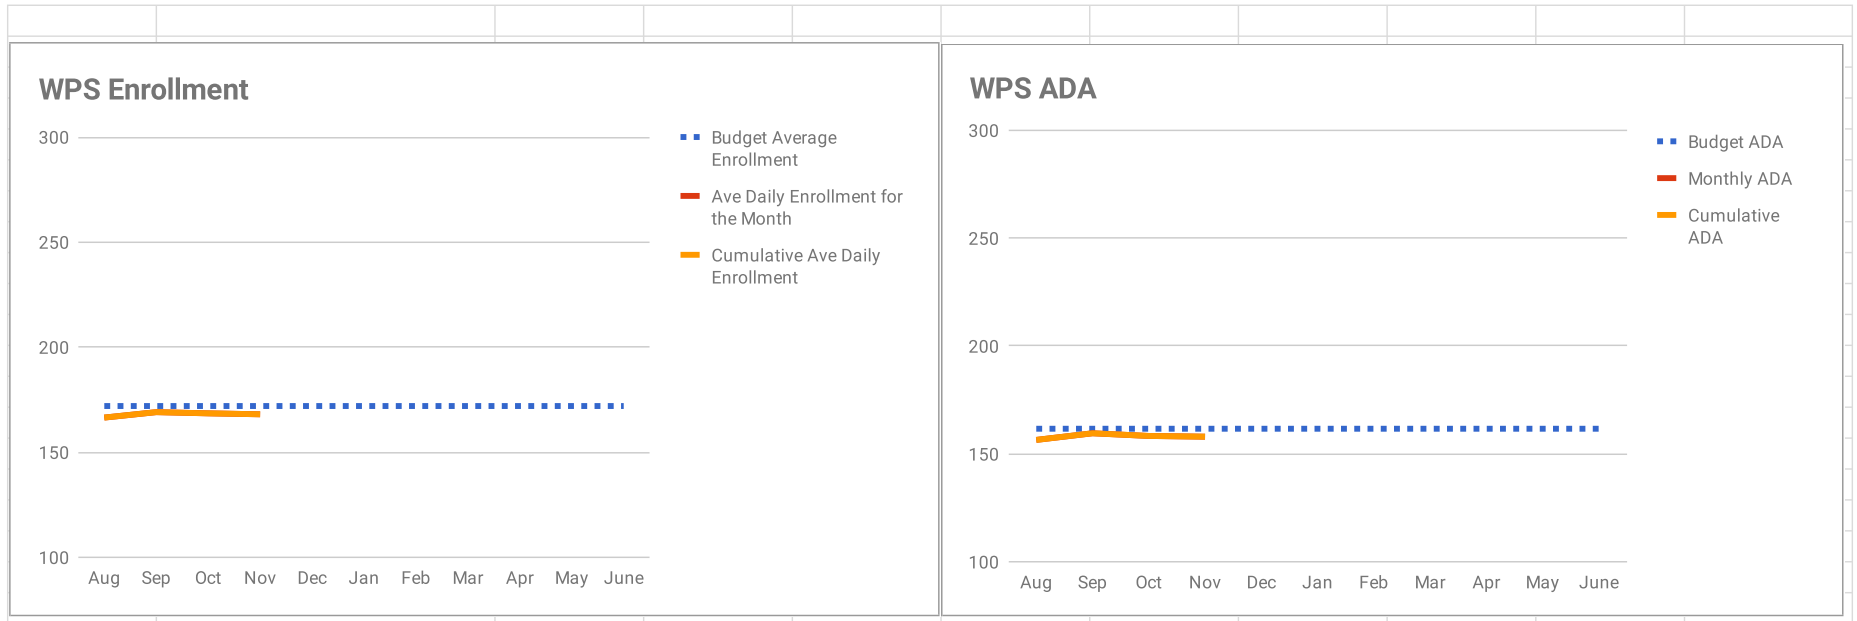 WPS Enrollment
300
250
200
150
100
Aug Sep Oct Nov Dec Jan Feb Mar Apr May June
Budget Average
Enrollment
Ave Daily Enrollment for
the Month
Cumulative Ave Daily
Enrollment
WPS ADA
300
250
200
150
100
Aug Sep Oct Nov Dec Jan Feb Mar Apr May June
Budget ADA
Monthly ADA
Cumulative
ADA